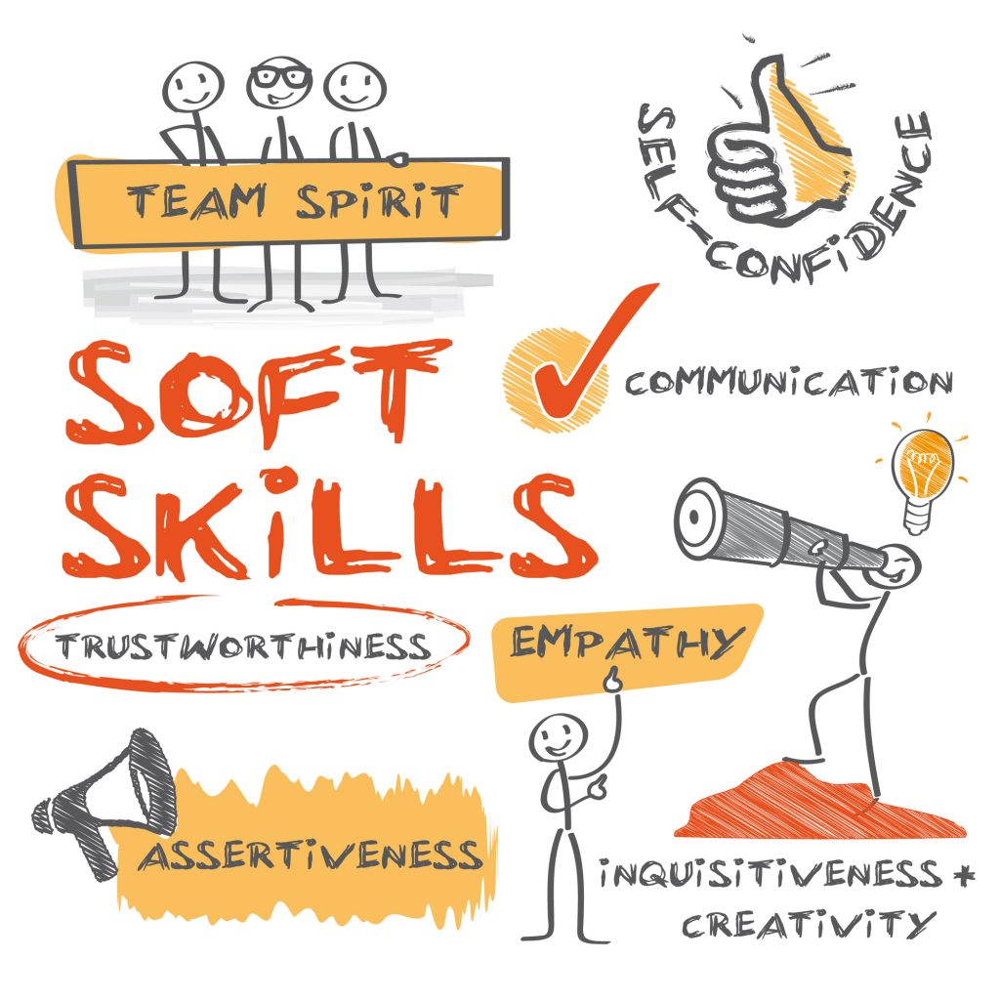 TEAM SPiRiT
SELF-CONFiDENCE
SOFT
SKiLLS
COMMUNiCATiON
TRUSTWORTHiNESS
EMPATHY
ASSERTiVENESS
iNQUiSiTiVENESS +
CREATiViTY